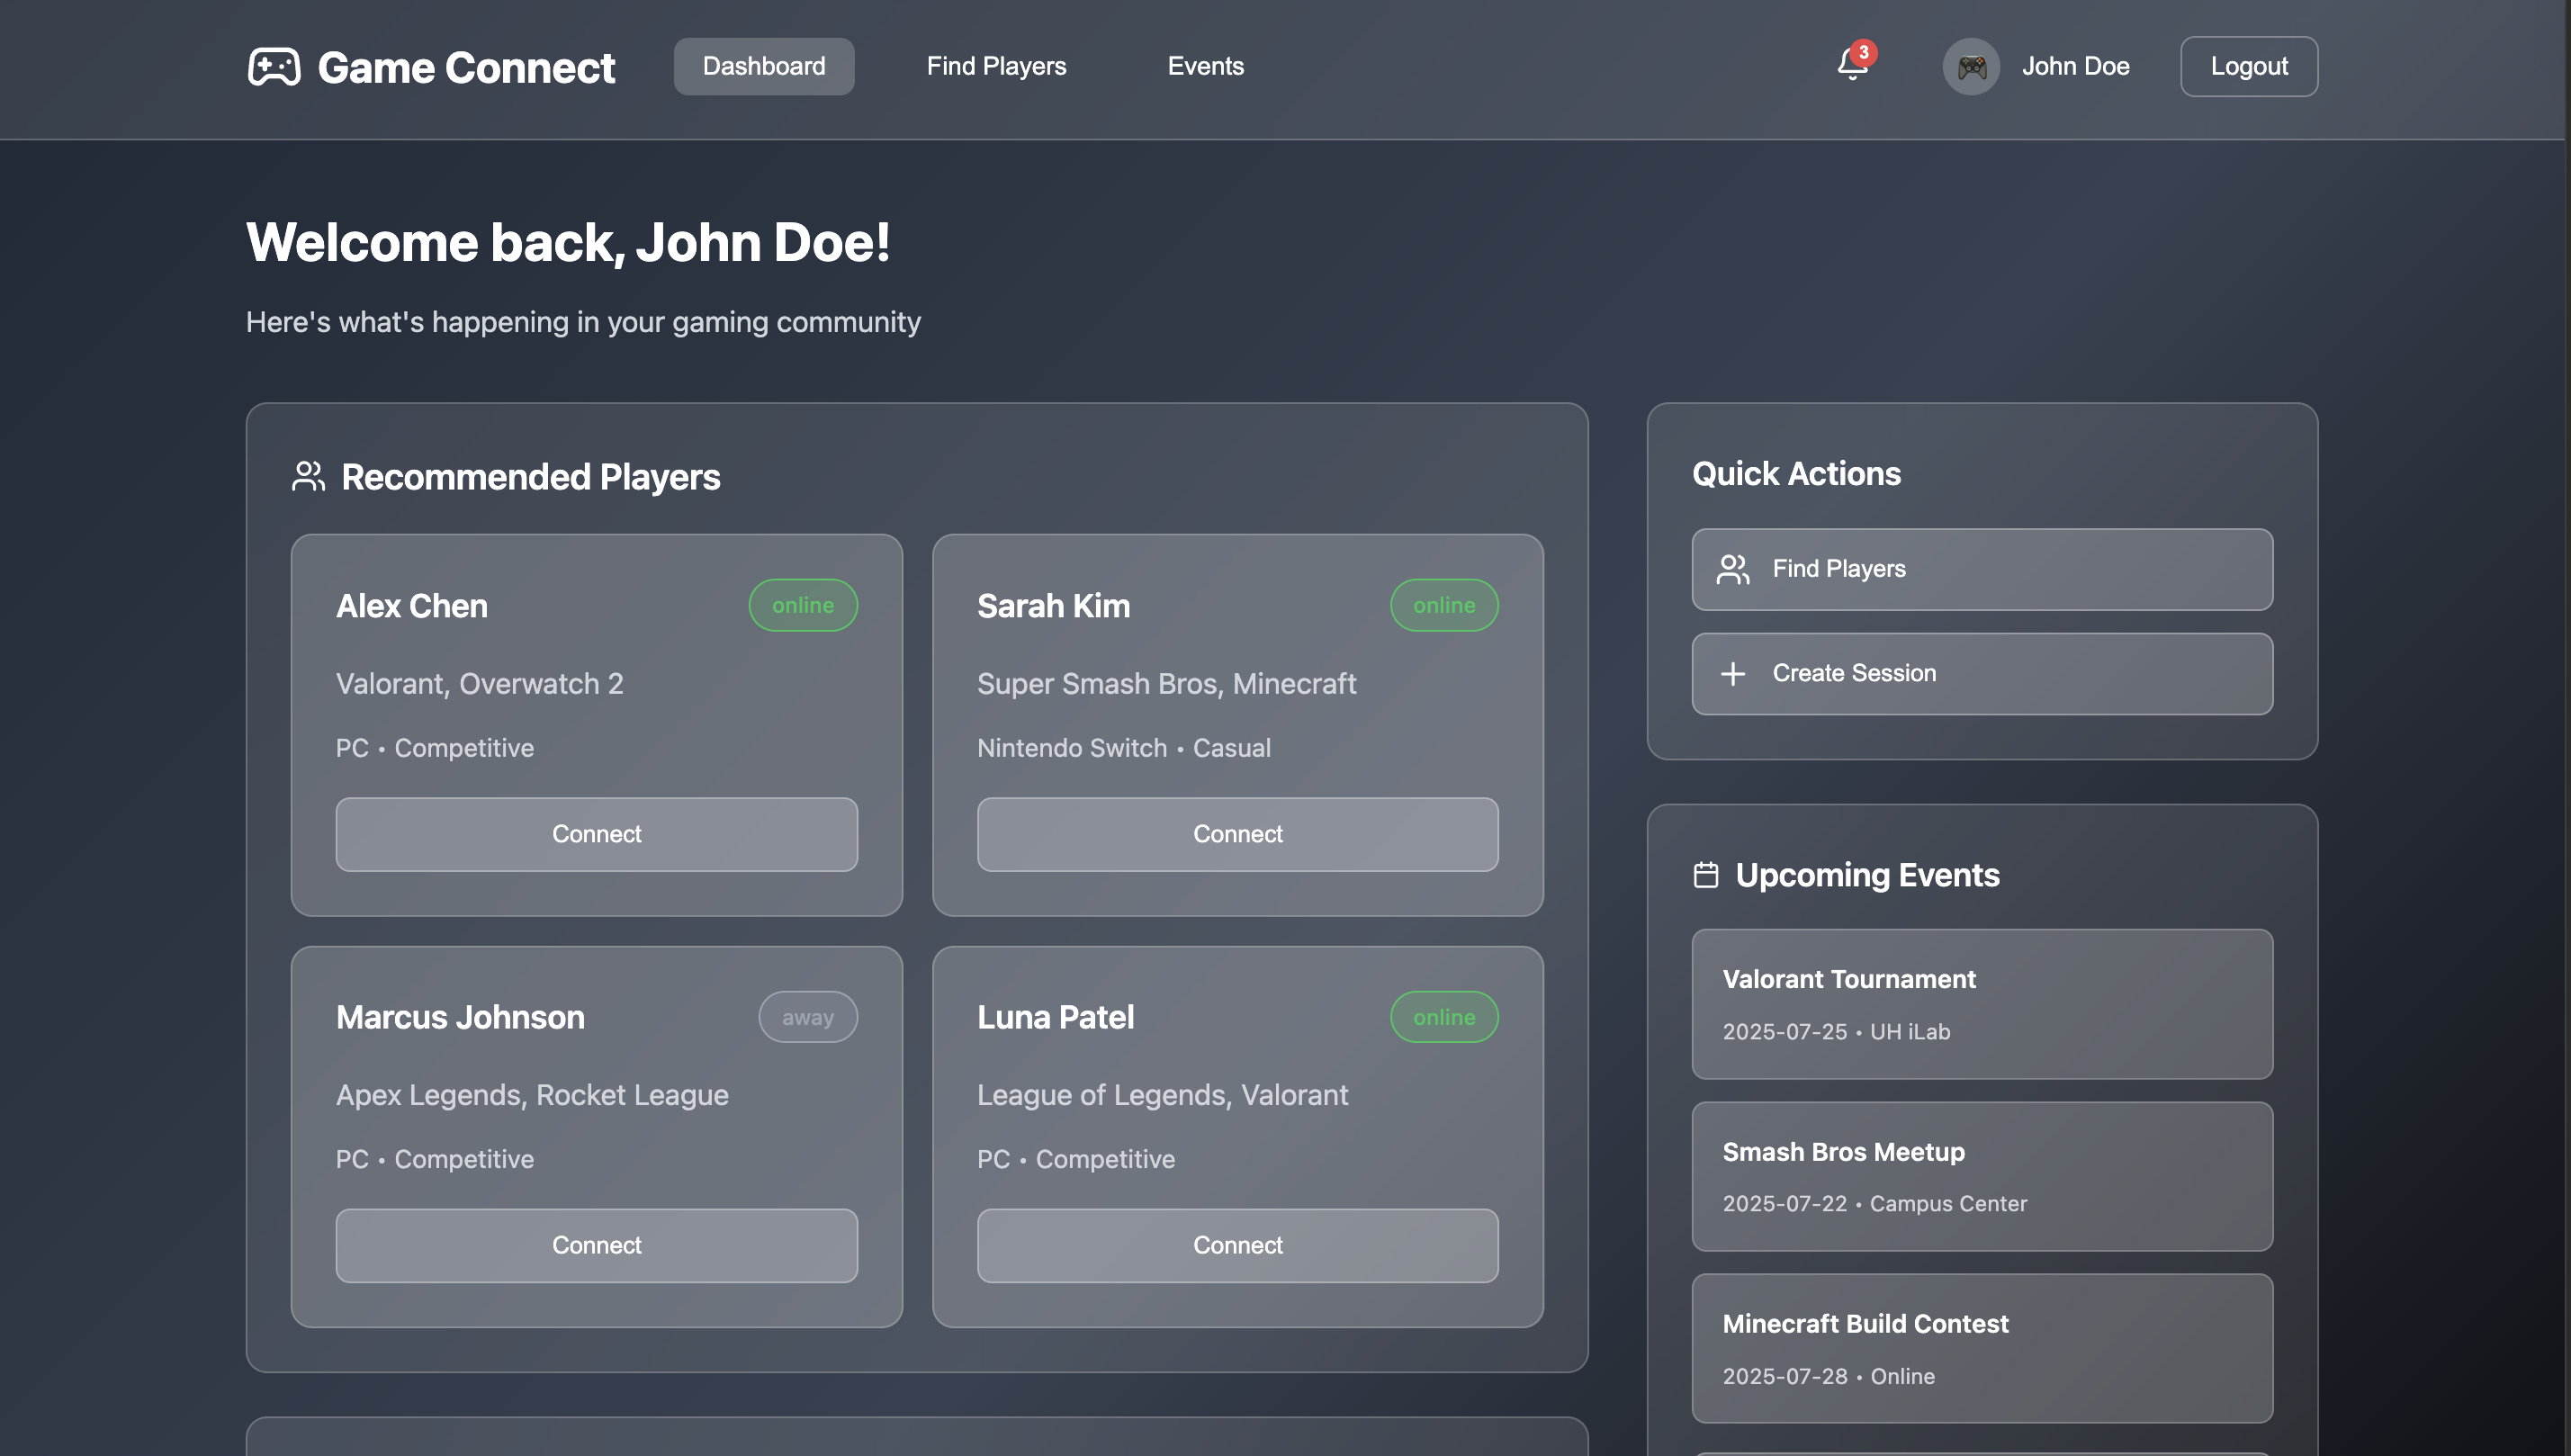 Game Connect
Dashboard
Find Players
Events
3
John Doe
Logout
Welcome back, John Doe!
Here's what's happening in your gaming community
Recommended Players
Alex Chen
online
Valorant, Overwatch 2
PC • Competitive
Connect
Sarah Kim
online
Super Smash Bros, Minecraft
Nintendo Switch • Casual
Connect
Marcus Johnson
away
Apex Legends, Rocket League
PC • Competitive
Connect
Luna Patel
online
League of Legends, Valorant
PC • Competitive
Connect
Quick Actions
Find Players
Create Session
Upcoming Events
Valorant Tournament
2025-07-25 • UH iLab
Smash Bros Meetup
2025-07-22 • Campus Center
Minecraft Build Contest
2025-07-28 • Online